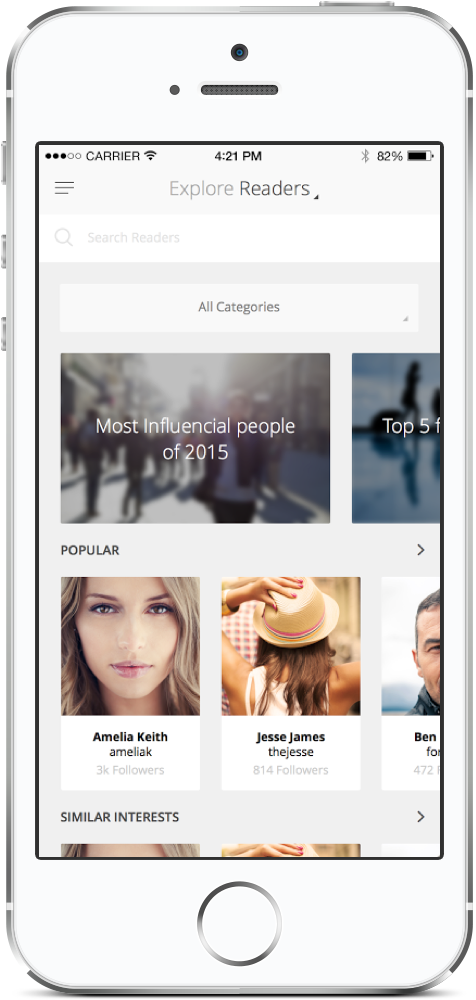 CARRIER 4:21 PM 82%
Explore Readers
Search Readers
All Categories
Most Influencial people
of 2015
Top 5 f
POPULAR
Amelia Keith
ameliak
3k Followers
Jesse James
thejesse
814 Followers
Ben
for
472 F
SIMILAR INTERESTS